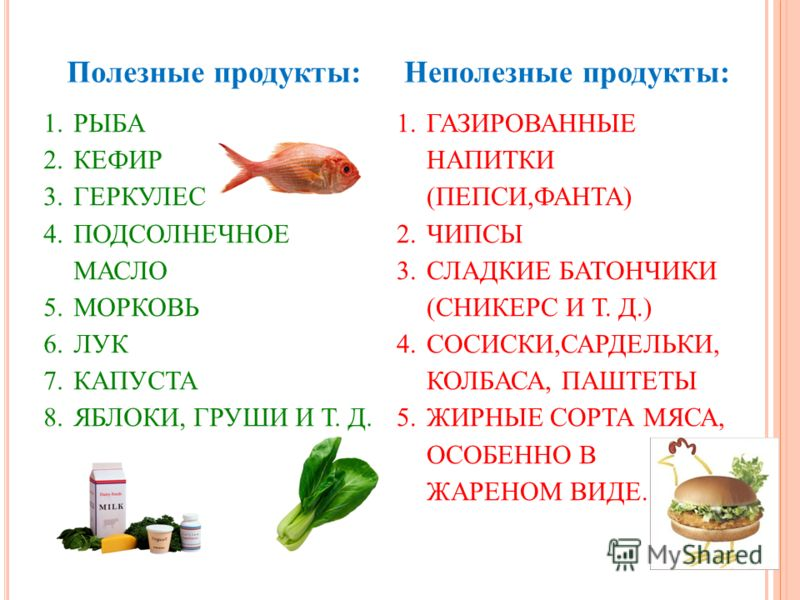 Полезные продукты:
1. РЫБА
2. КЕФИР
3. ГЕРКУЛЕС
4. ПОДСОЛНЕЧНОЕ
МАСЛО
5. МОРКОВЬ
6. ЛУК
7. КАПУСТА
8. ЯБЛОКИ, ГРУШИ И Т. Д.
Dairy Foods
MILK
Неполезные продукты:
1. ГАЗИРОВАННЫЕ
НАПИТКИ
(ПЕПСИ,ФАНТА)
2. ЧИПСЫ
3. СЛАДКИЕ БАТОНЧИКИ
(СНИКЕРС И Т. Д.)
4. СОСИСКИ,САРДЕЛЬКИ,
КОЛБАСА, ПАШТЕТЫ
5. ЖИРНЫЕ СОРТА МЯСА,
ОСОБЕННО В
ЖАРЕНОМ ВИДЕ.
MyShared